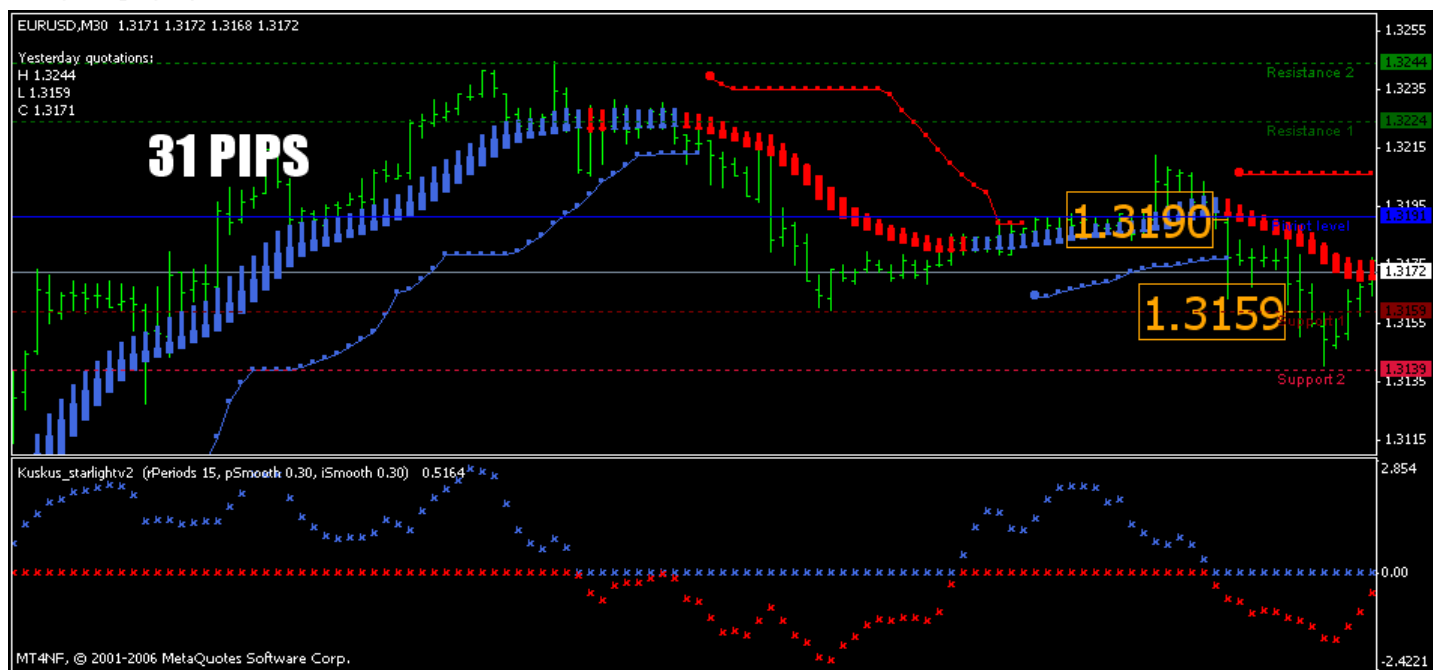 EURUSD,M30 1.3171 1.3172 1.3168 1.3172
Yesterday quotations:
H 1.3244
L 1.3159
C 1.3171
31 PIPS
1.3190
1.3159
Resistance 2
Resistance 1
Pivot level
Support 1
Support 2
1.3255
1.3244
1.3235
1.3224
1.3215
1.3195
1.3191
1.3175
1.3172
1.3159
1.3155
1.3139
1.3135
1.3115
Kuskus_starlightv2 (rPeriods 15, pSmooth 0.30, iSmooth 0.30) 0.5164
2.854
0.00
-2.4221
MT4NF, © 2001-2006 MetaQuotes Software Corp.